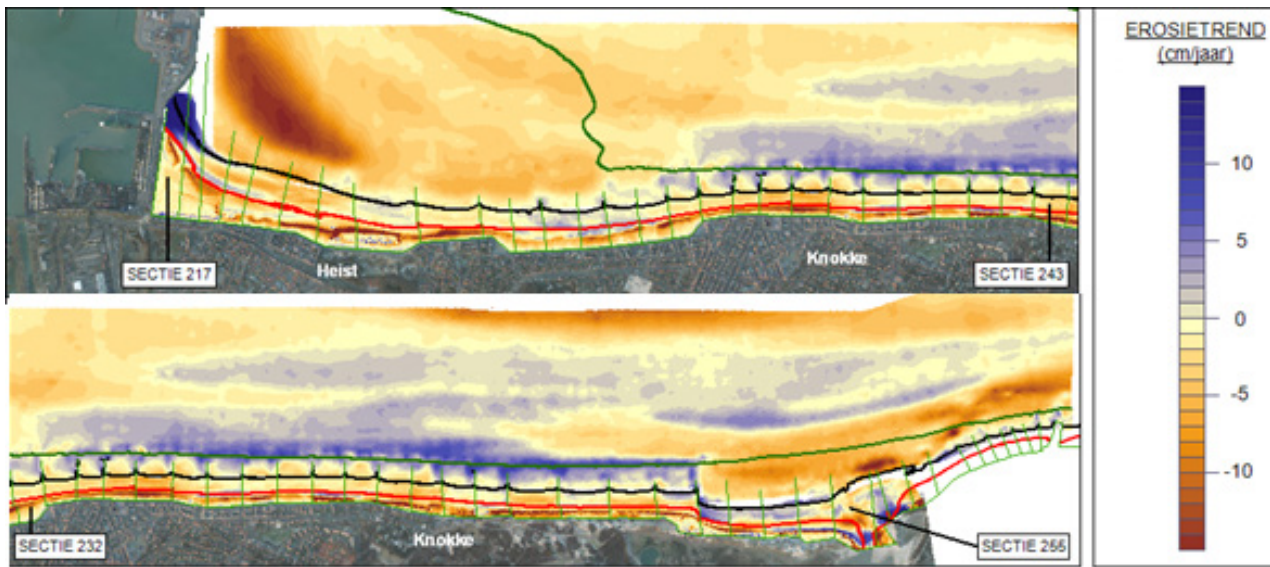 EROSIETREND
(cm/jaar)
10
5
0
-5
-10
SECTIE 217
Heist
Knokke
SECTIE 243
SECTIE 232
Knokke
SECTIE 255